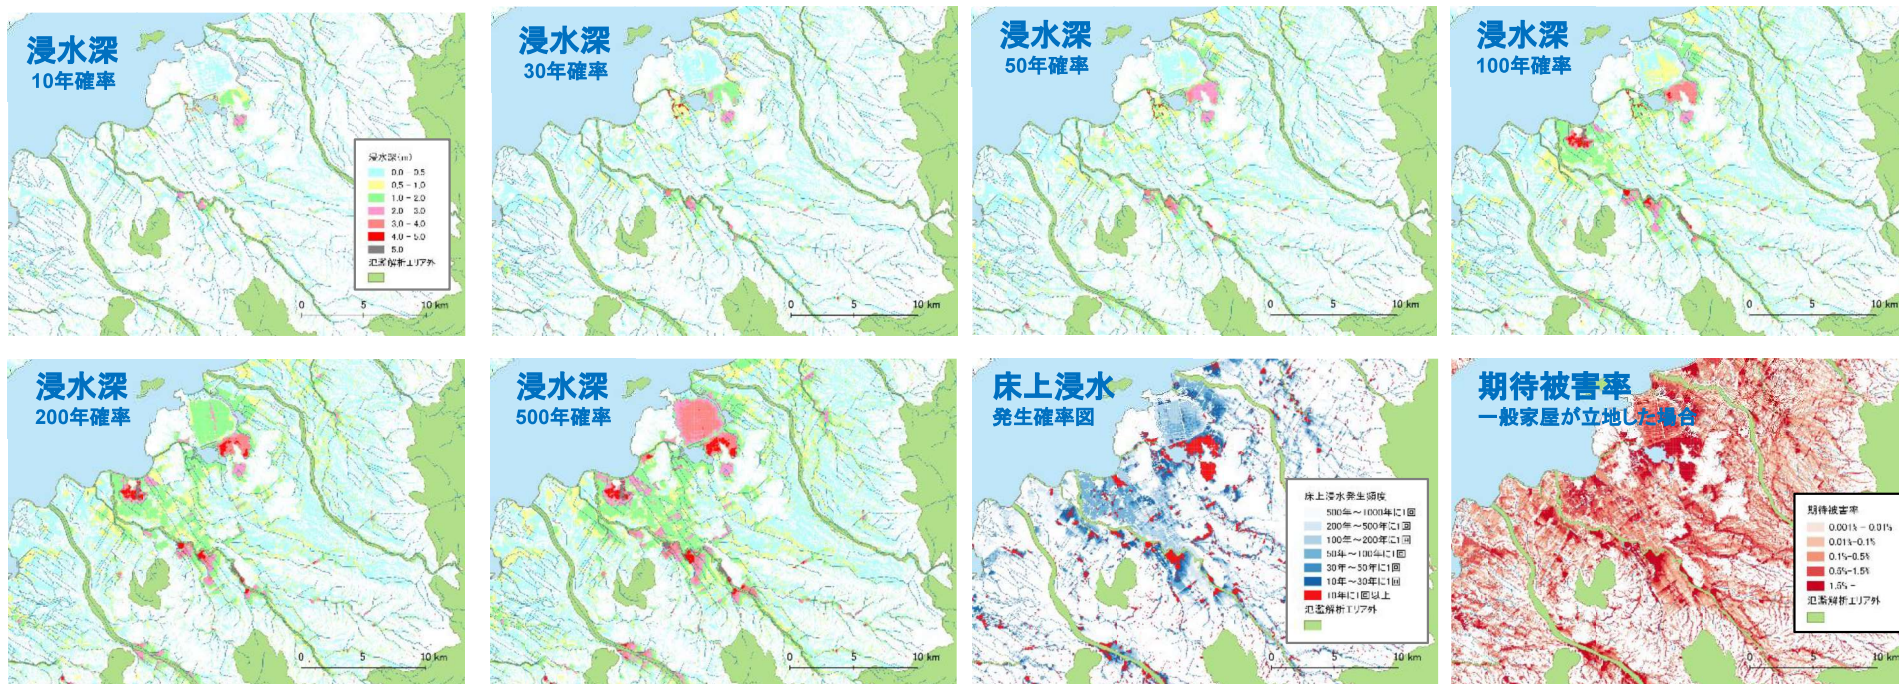 浸水深
10年確率
浸水深(m)
0.0 - 0.5
0.5 - 1.0
1.0 - 2.0
2.0 - 3.0
3.0 - 4.0
4.0 - 5.0
5.0
氾濫解析エリア外
0 5 10 km
浸水深
30年確率
0 5 10 km
浸水深
50年確率
0 5 10 km
浸水深
100年確率
0 5 10 km
浸水深
200年確率
0 5 10 km
浸水深
500年確率
0 5 10 km
床上浸水
発生確率図
床上浸水発生頻度
500年～1000年に1回
200年～500年に1回
100年～200年に1回
50年～100年に1回
30年～50年に1回
10年～30年に1回
10年に1回以上
氾濫解析エリア外
0 5 10 km
期待被害率
一般家屋が立地した場合
期待被害率
0.001% - 0.01%
0.01%-0.1%
0.1%-0.5%
0.5%-1.5%
1.5% -
氾濫解析エリア外
0 5 10 km